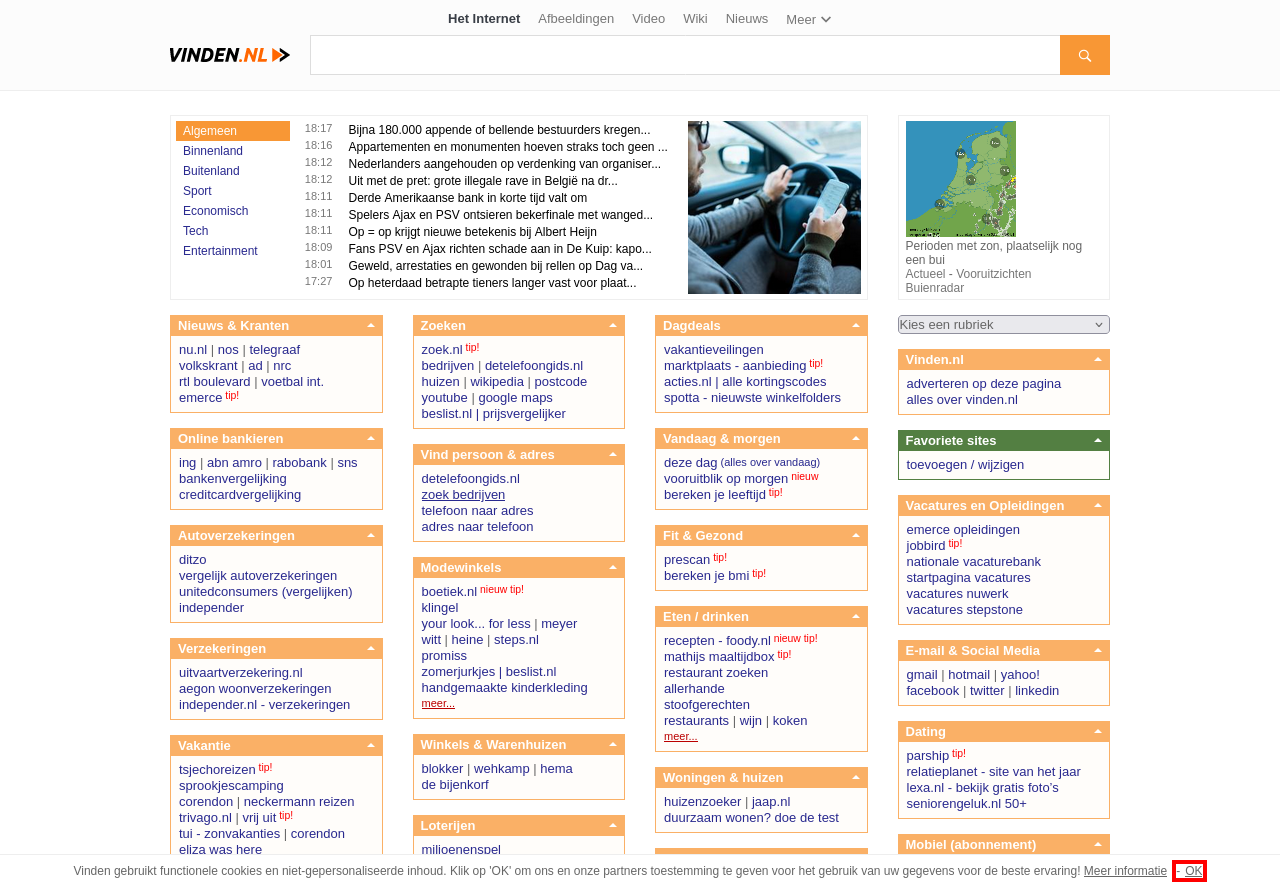 Het Internet Afbeeldingen Video Wiki Nieuws Meer
VINDEN.NL
Algemeen
Binnenland
Buitenland
Sport
Economisch
Tech
Entertainment
18:17 Bijna 180.000 appende of bellende bestuurders kregen...
18:16 Appartementen en monumenten hoeven straks toch geen ...
18:12 Nederlanders aangehouden op verdenking van organiser...
18:12 Uit met de pret: grote illegale rave in België na dr...
18:11 Derde Amerikaanse bank in korte tijd valt om
18:11 Spelers Ajax en PSV ontsieren bekerfinale met wanged...
18:11 Op = op krijgt nieuwe betekenis bij Albert Heijn
18:09 Fans PSV en Ajax richten schade aan in De Kuip: kapo...
18:01 Geweld, arrestaties en gewonden bij rellen op Dag va...
17:27 Op heterdaad betrapte tieners langer vast voor plaat...
Perioden met zon, plaatselijk nog
een bui
Actueel - Vooruitzichten
Buienradar
Nieuws & Kranten
nu.nl | nos | telegraaf
volkskrant | ad | nrc
rtl boulevard | voetbal int.
emerce tip!
Online bankieren
ing | abn amro | rabobank | sns
bankenvergelijking
creditcardvergelijking
Autoverzekeringen
ditzo
vergelijk autoverzekeringen
unitedconsumers (vergelijken)
independer
Verzekeringen
uitvaartverzekering.nl
aegon woonverzekeringen
independer.nl - verzekeringen
Vakantie
tsjechoreizen tip!
sprookjescamping
corendon | neckermann reizen
trivago.nl | vrij uit tip!
tui - zonvakanties | corendon
eliza was here
Zoeken
zoek.nl tip!
bedrijven | detelefoongids.nl
huizen | wikipedia | postcode
youtube | google maps
beslist.nl | prijsvergelijker
Vind persoon & adres
detelefoongids.nl
zoek bedrijven
telefoon naar adres
adres naar telefoon
Modewinkels
boetiek.nl nieuw tip!
klingel
your look... for less | meyer
witt | heine | steps.nl
promiss
zomerjurkjes | beslist.nl
handgemaakte kinderkleding
meer...
Winkels & Warenhuizen
blokker | wehkamp | hema
de bijenkorf
Loterijen
miljoenenspel
Dagdeals
vakantieveilingen
marktplaats - aanbieding tip!
acties.nl | alle kortingscodes
spotta - nieuwste winkelfolders
Vandaag & morgen
deze dag (alles over vandaag)
vooruitblik op morgen nieuw
bereken je leeftijd tip!
Fit & Gezond
prescan tip!
bereken je bmi tip!
Eten / drinken
recepten - foody.nl nieuw tip!
mathijs maaltijdbox tip!
restaurant zoeken
allerhande
stoofgerechten
restaurants | wijn | koken
meer...
Woningen & huizen
huizenzoeker | jaap.nl
duurzaam wonen? doe de test
Kies een rubriek
Vinden.nl
adverteren op deze pagina
alles over vinden.nl
Favoriete sites
toevoegen / wijzigen
Vacatures en Opleidingen
emerce opleidingen
jobbird tip!
nationale vacaturebank
startpagina vacatures
vacatures nuwerk
vacatures stepstone
E-mail & Social Media
gmail | hotmail | yahoo!
facebook | twitter | linkedin
Dating
parship tip!
relatieplanet - site van het jaar
lexa.nl - bekijk gratis foto's
seniorengeluk.nl 50+
Mobiel (abonnement)
Vinden gebruikt functionele cookies en niet-gepersonaliseerde inhoud. Klik op 'OK' om ons en onze partners toestemming te geven voor het gebruik van uw gegevens voor de beste ervaring! Meer informatie - OK